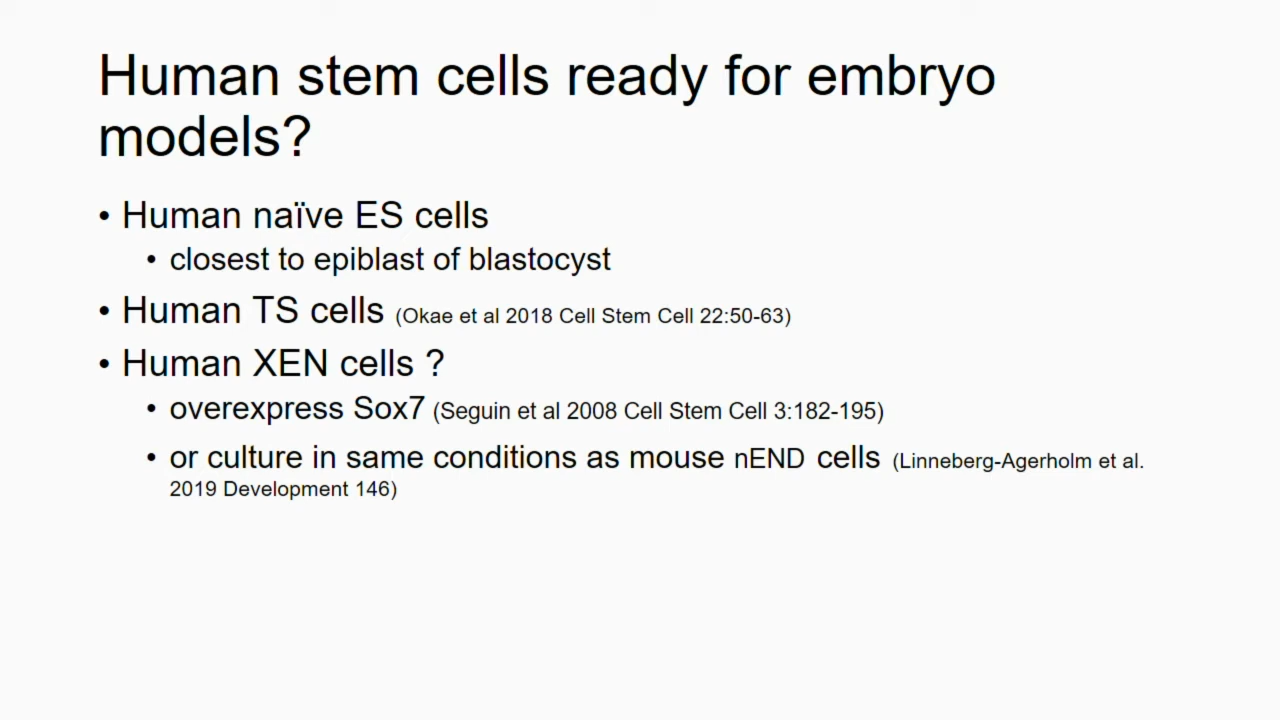 Human stem cells ready for embryo
models?
• Human naïve ES cells
• closest to epiblast of blastocyst
• Human TS cells (Okae et al 2018 Cell Stem Cell 22:50-63)
• Human XEN cells ?
• overexpress Sox7 (Seguin et al 2008 Cell Stem Cell 3:182-195)
• or culture in same conditions as mouse nEND cells (Linneberg-Agerholm et al.
2019 Development 146)